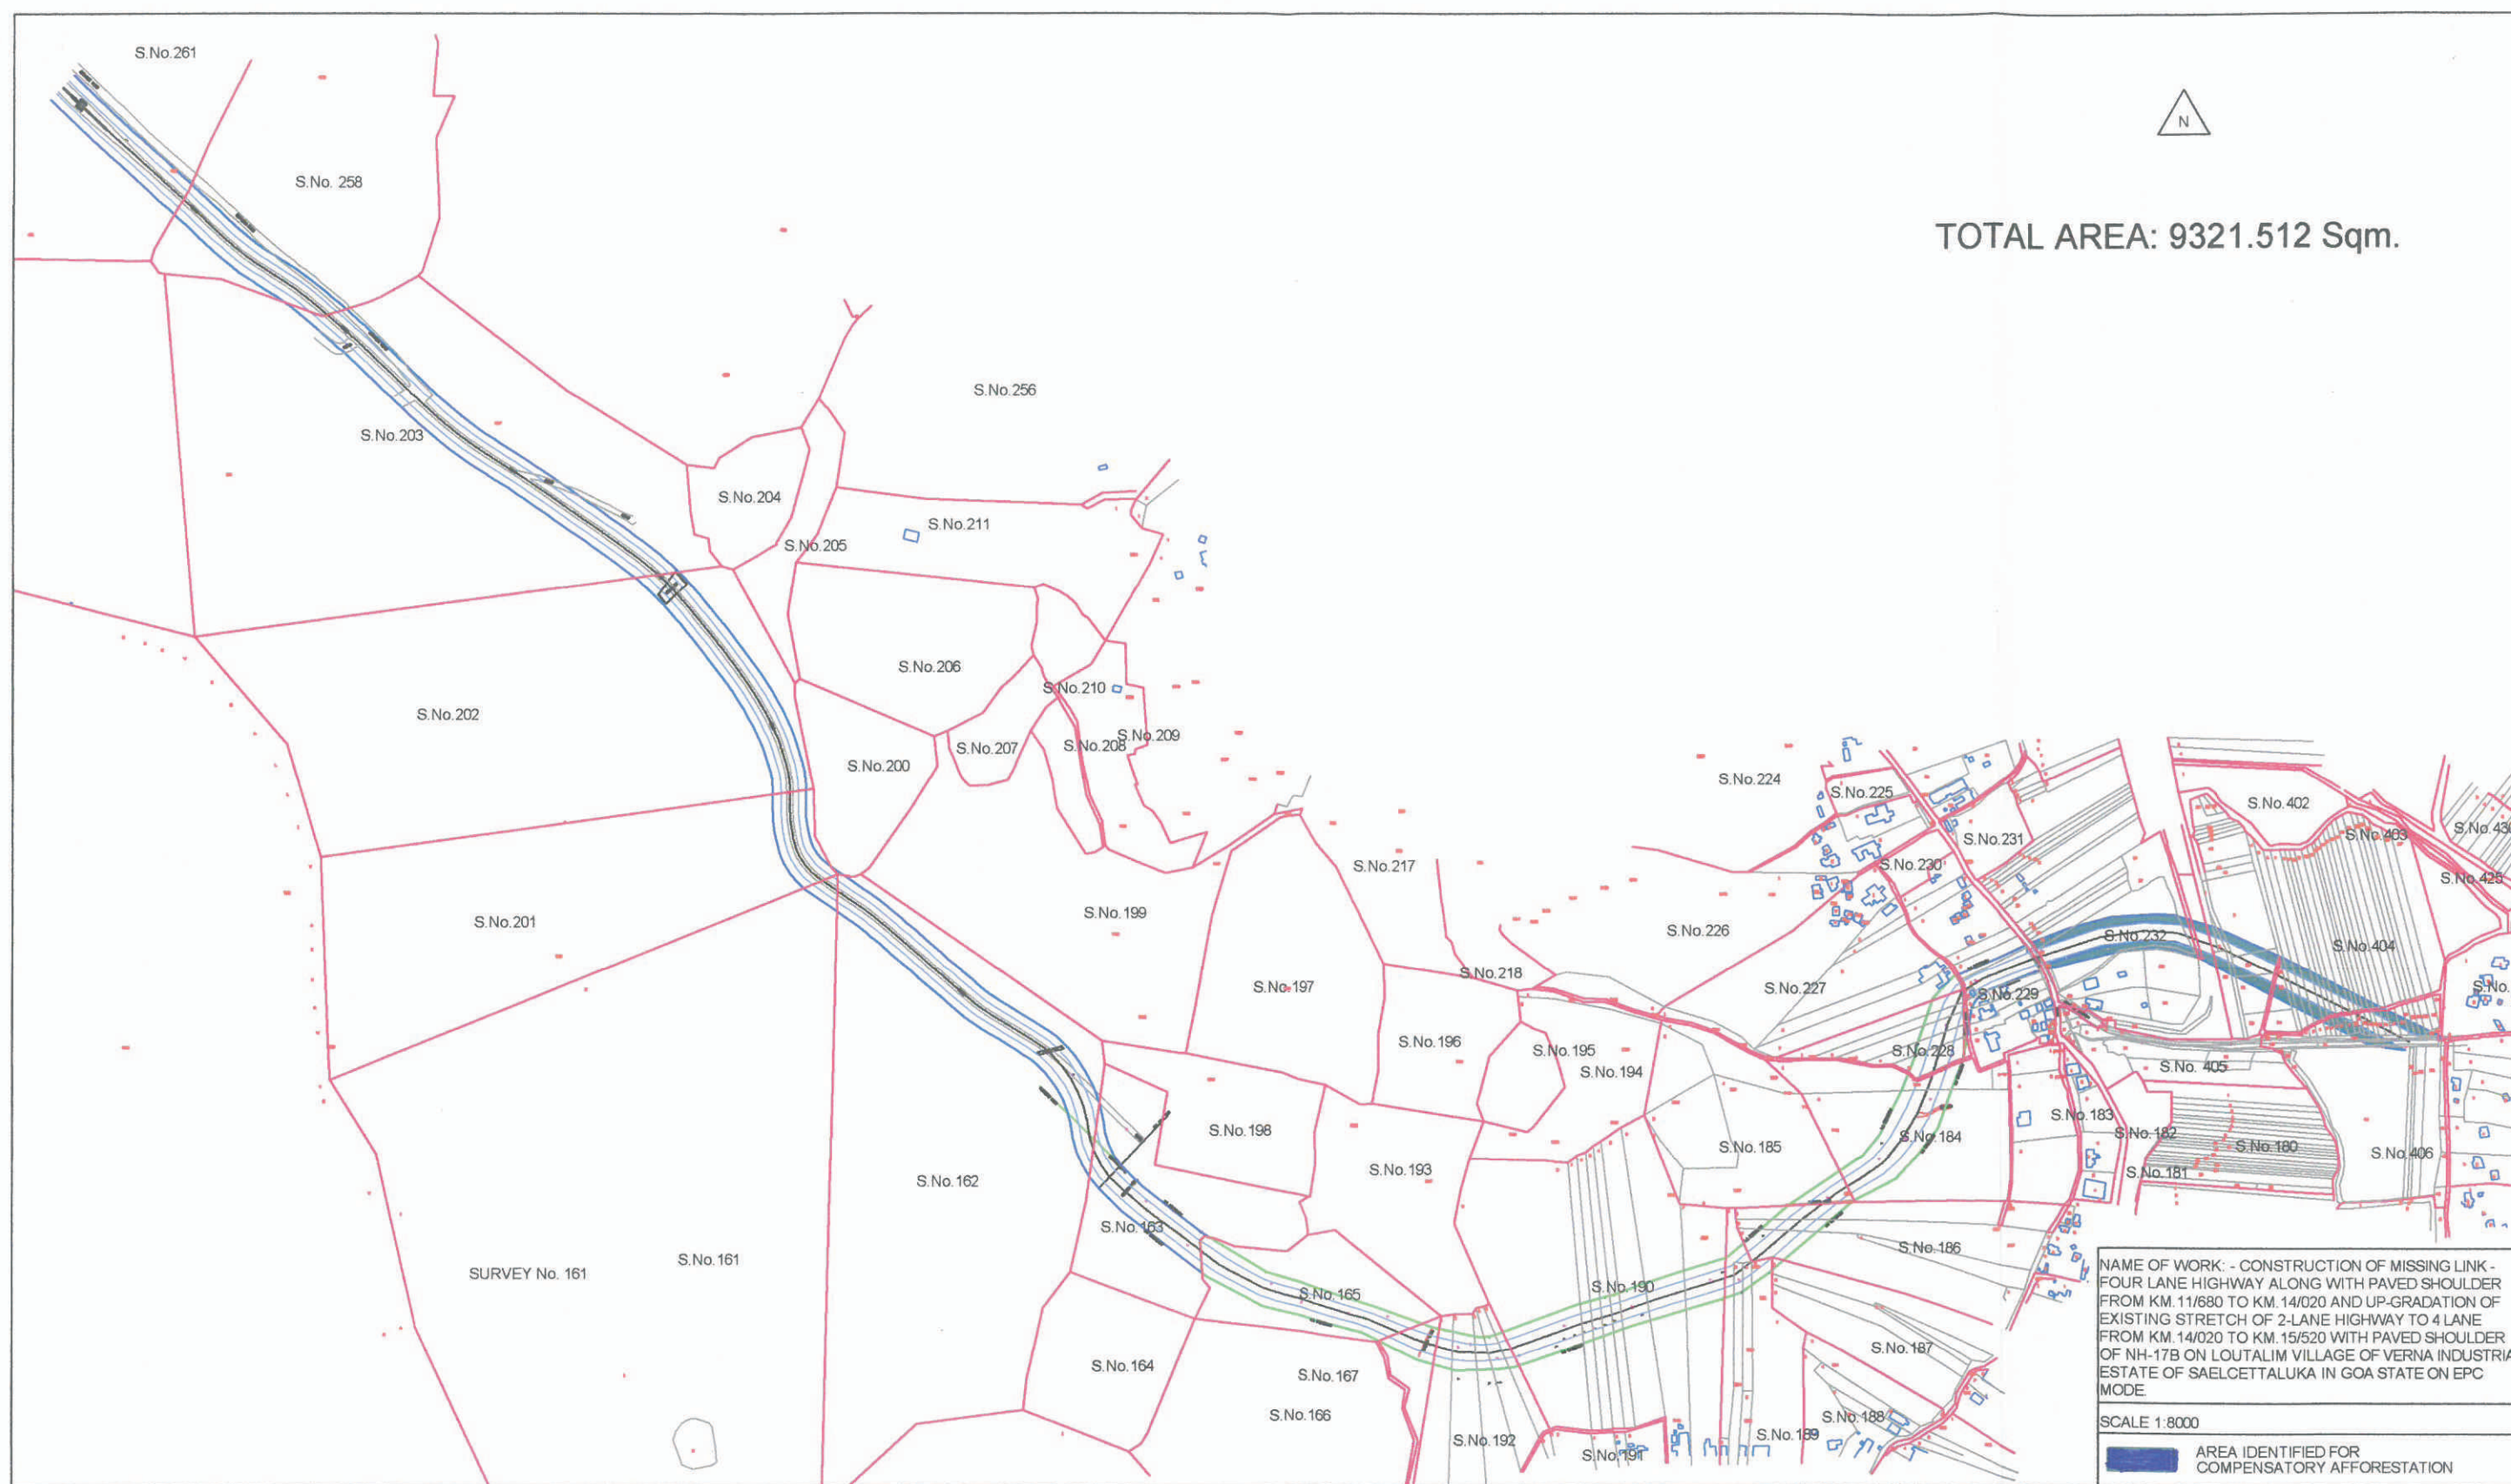 S.No.261
S.No. 258
N
TOTAL AREA: 9321.512 Sqm.
S.No.256
S.No.203
S.No.204
S.No.211
S.No.205
S.No.206
S.No.210
S.No.202
S.No.209
S.No.208
S.No.207
S.No.200
S.No.224
S.No.225
S.No.402
S.No.403
S.No.231
S.No.430
S.No.217
S.No.230
S.No.425
S.No.199
S.No.201
S.No.226
S.No.232
S.No.404
S.No.218
S.No.197
S.No.227
S.No.229
S.No.
S.No.196
S.No.195
S.No.228
S.No.194
S.No. 405
S.No.183
S.No.198
S.No.184
S.No.182
S.No.185
S.No.180
S.No.406
S.No.193
S.No.181
S.No.162
S.No.163
S.No.186
S.No.161
SURVEY No. 161
S.No.190
S.No.165
S.No.187
S.No.164
S.No.167
S.No.166
S.No.188
S.No.189
S.No.192
S.No.191
NAME OF WORK: - CONSTRUCTION OF MISSING LINK -
FOUR LANE HIGHWAY ALONG WITH PAVED SHOULDER
FROM KM.11/680 TO KM.14/020 AND UP-GRADATION OF
EXISTING STRETCH OF 2-LANE HIGHWAY TO 4 LANE
FROM KM.14/020 TO KM.15/520 WITH PAVED SHOULDER
OF NH-17B ON LOUTALIM VILLAGE OF VERNA INDUSTRIA
ESTATE OF SAELCETTALUKA IN GOA STATE ON EPC
MODE.
SCALE 1:8000
AREA IDENTIFIED FOR
COMPENSATORY AFFORESTATION